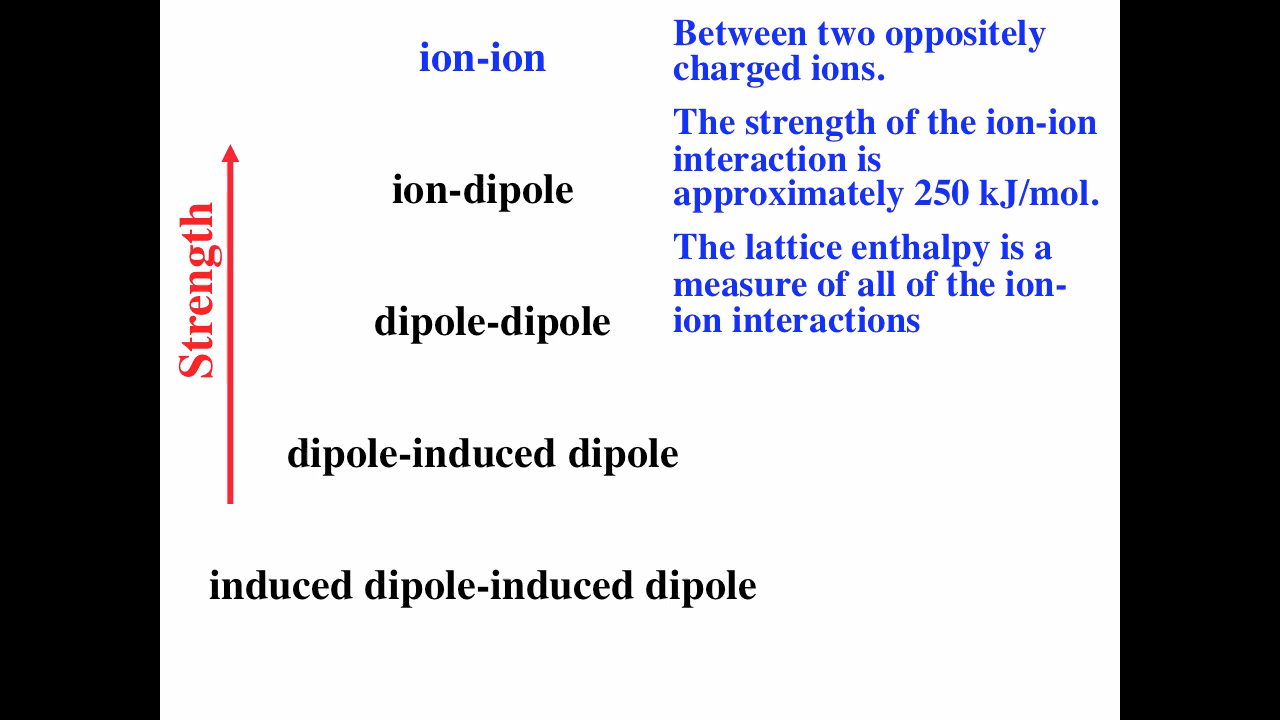 ion-ion
Between two oppositely
charged ions.
The strength of the ion-ion
interaction is
approximately 250 kJ/mol.
ion-dipole
The lattice enthalpy is a
measure of all of the ion-
ion interactions
Strength
dipole-dipole
dipole-induced dipole
induced dipole-induced dipole